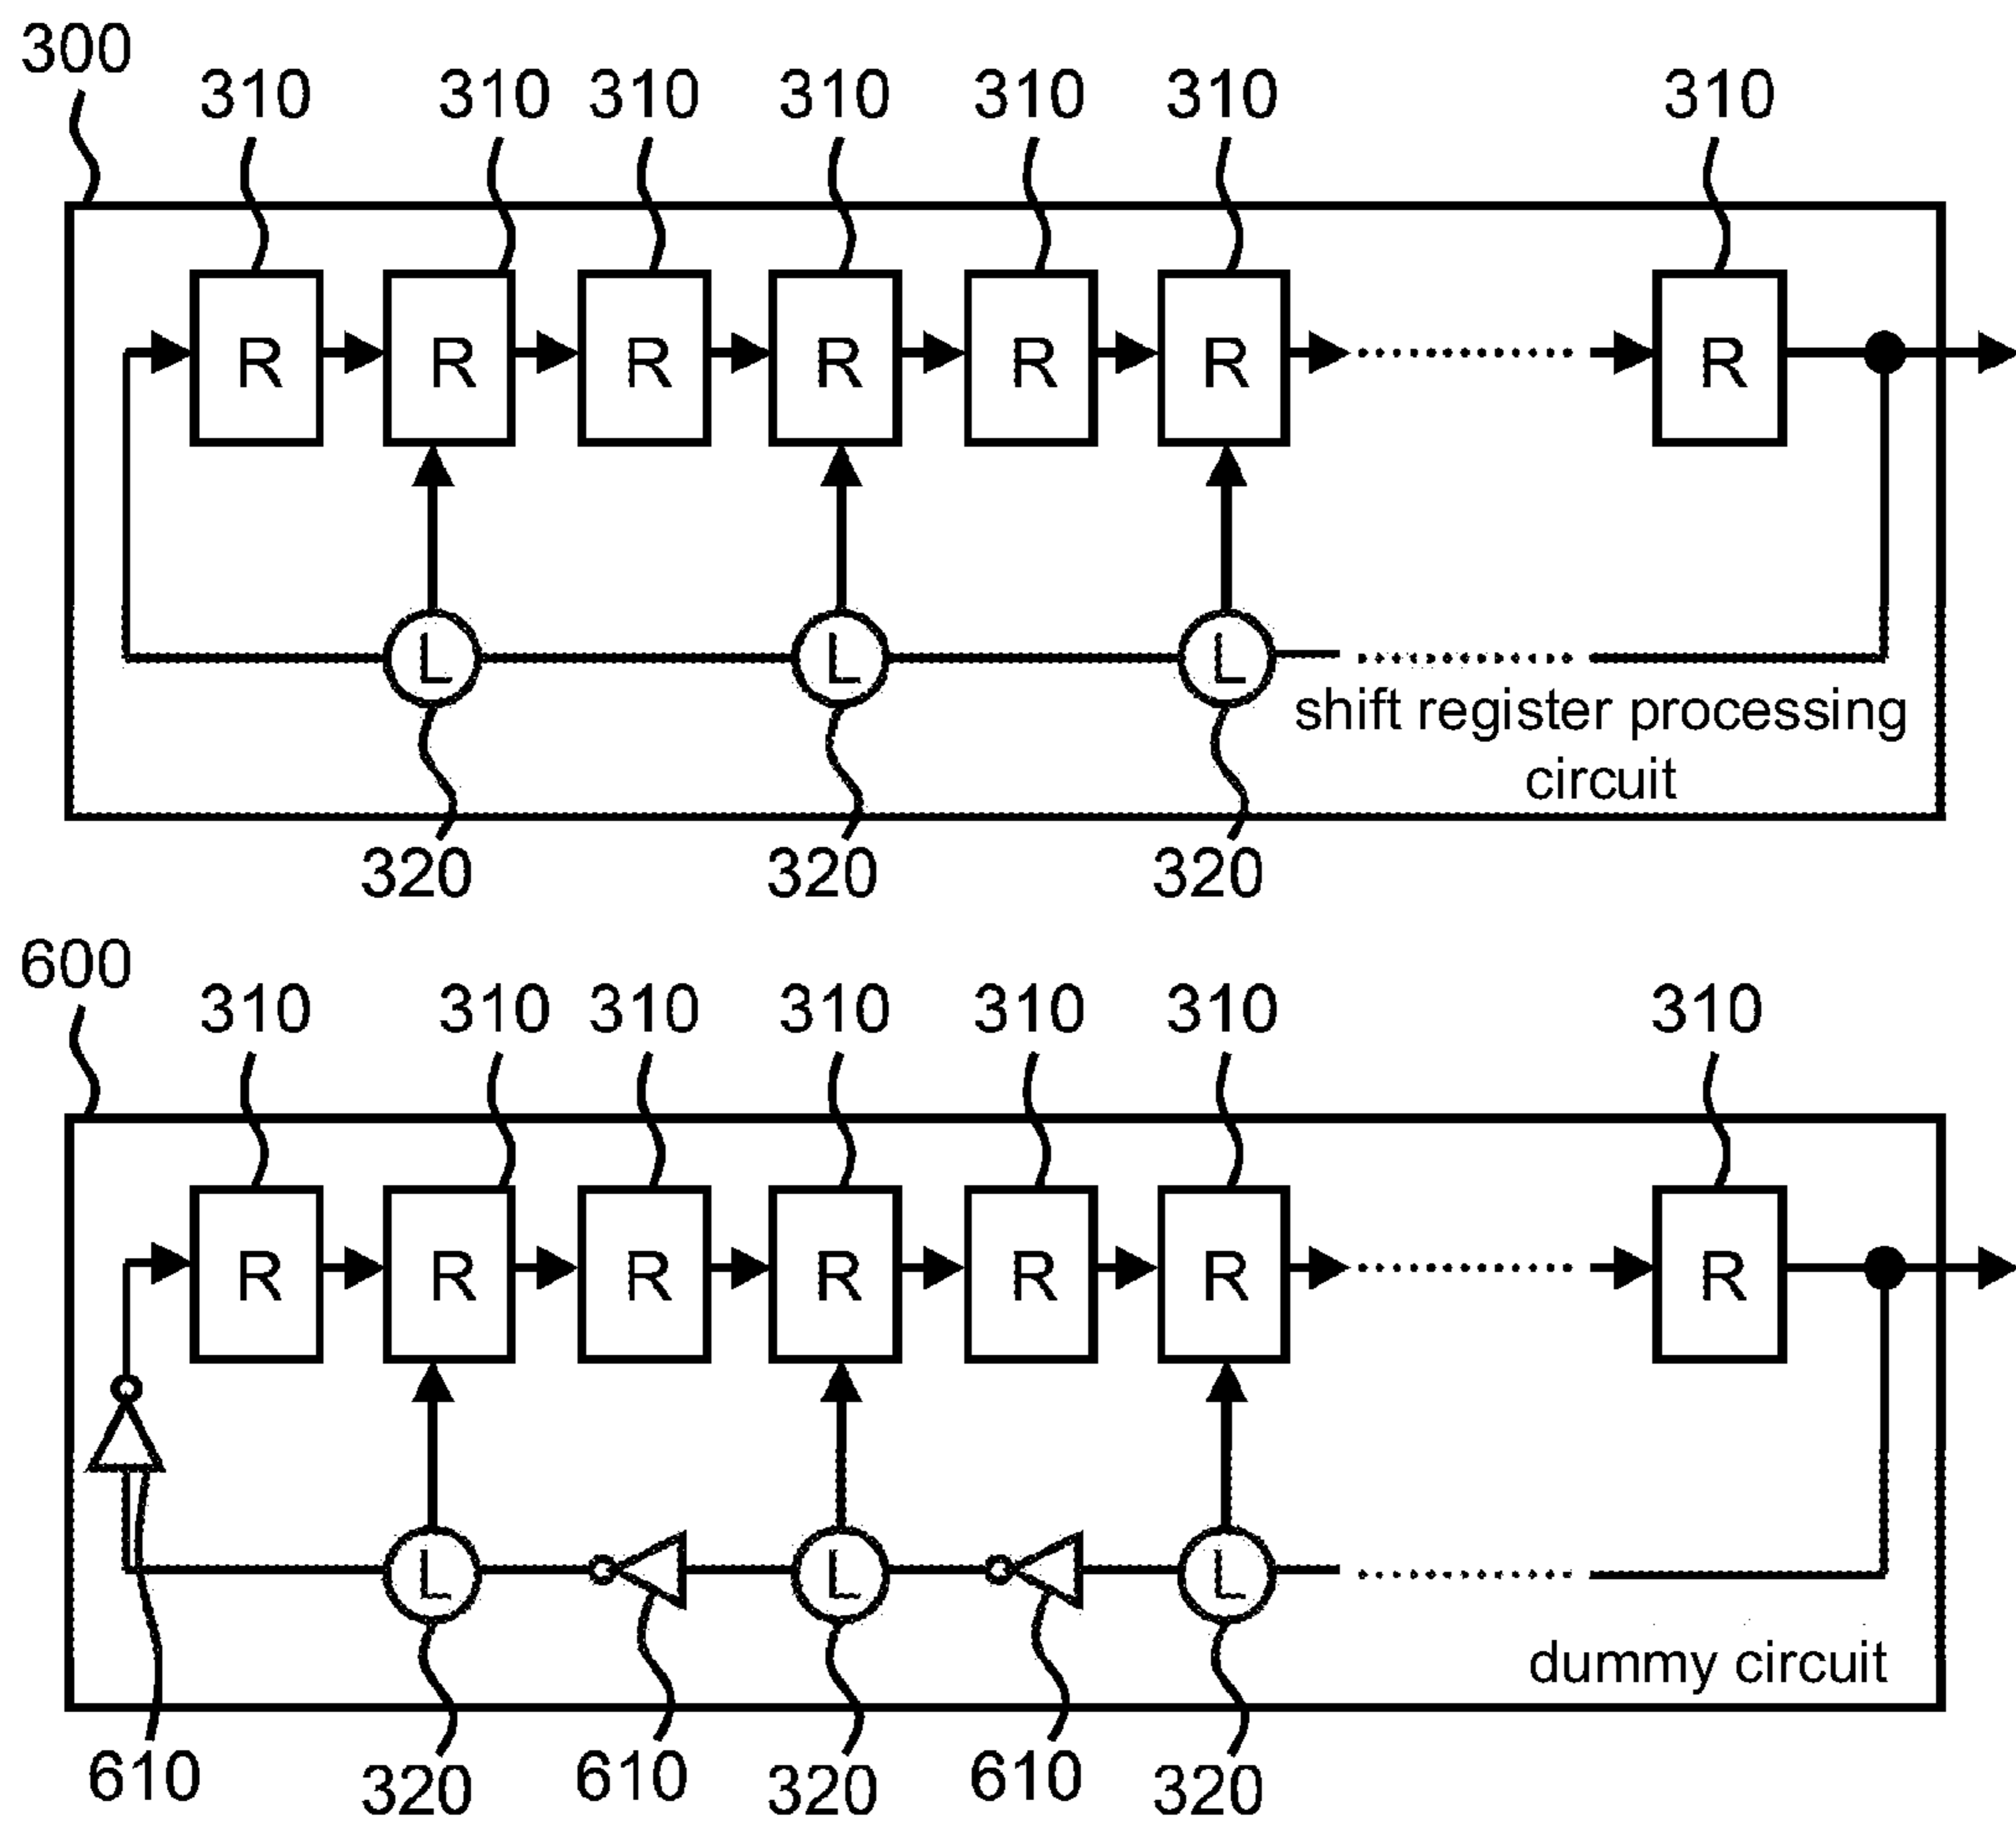 300
310 310 310 310 310 310 310
R R R R R R R
L L L
shift register processing
circuit
320 320 320
600
310 310 310 310 310 310 310
R R R R R R R
L L L
dummy circuit
610 320 610 320 610 320